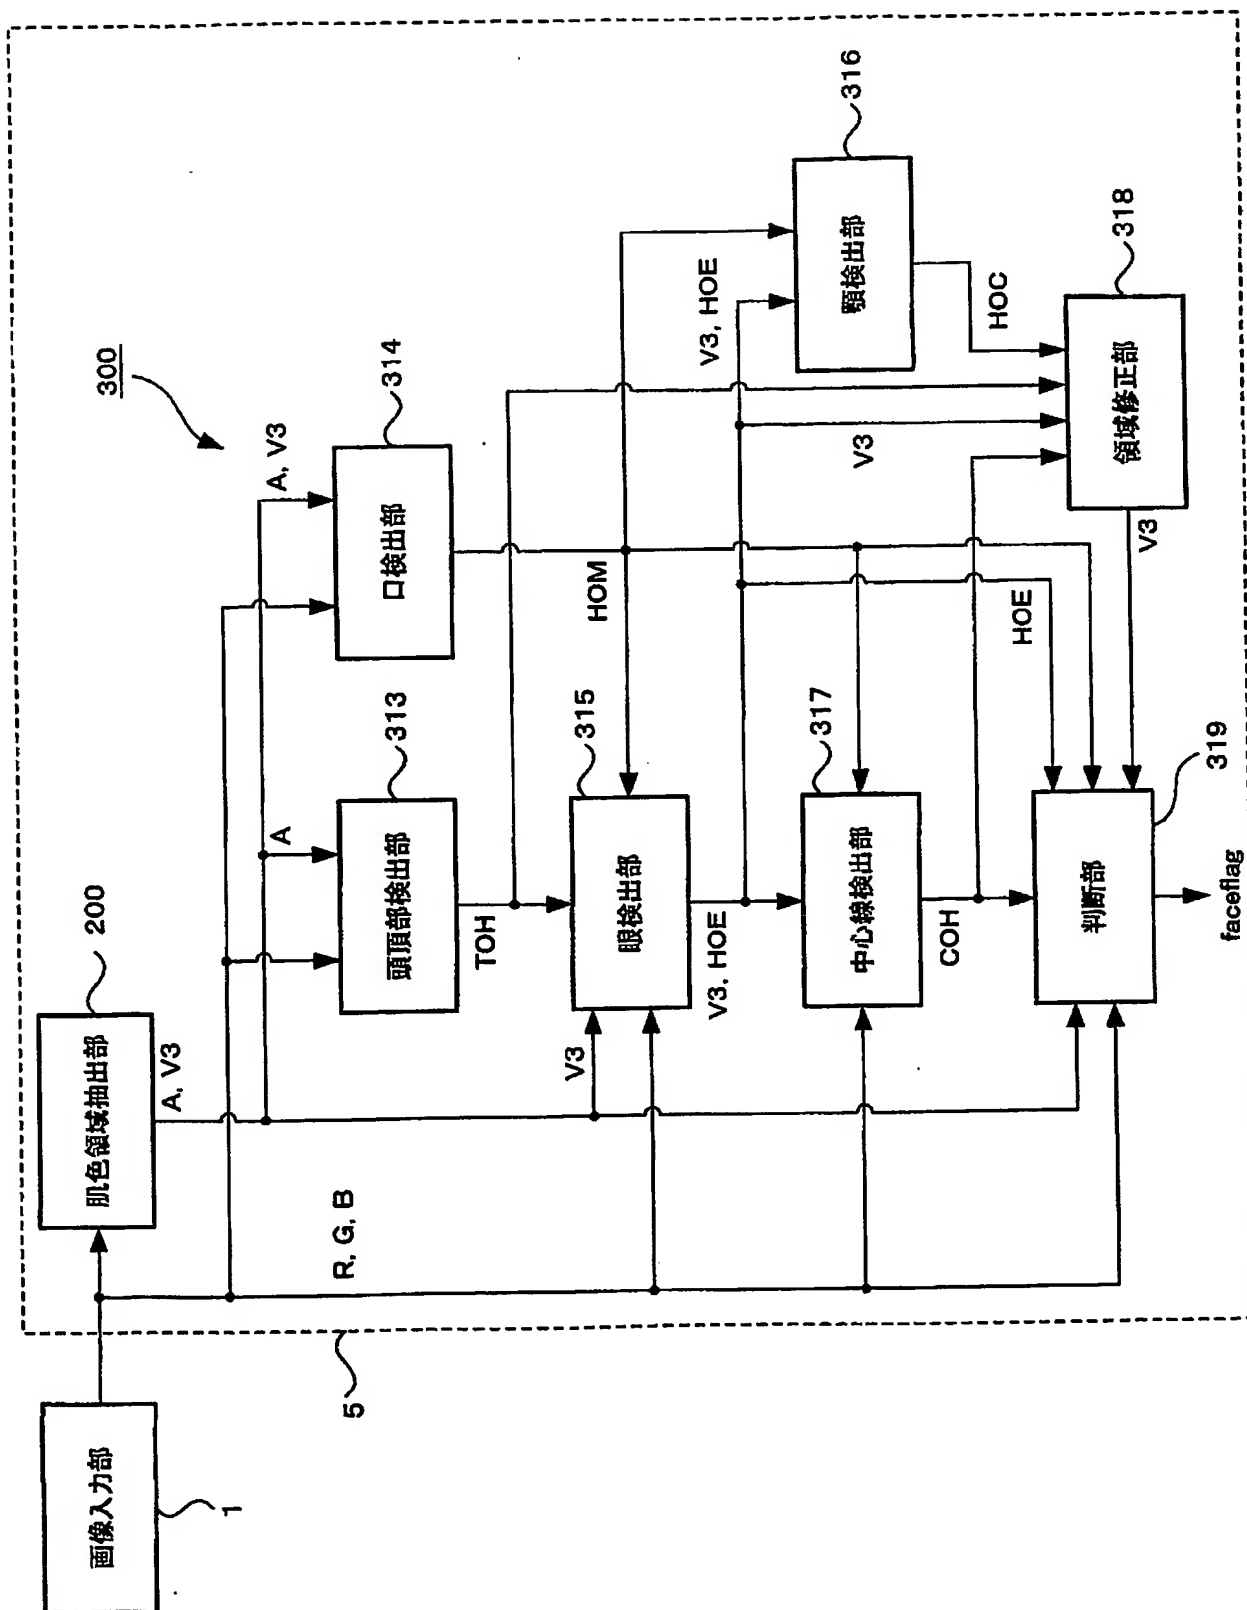 300
画像入力部
1
5
肌色領域抽出部
200
A, V3
R, G, B
A
A, V3
頭頂部検出部
313
口検出部
314
TOH
HOM
V3
眼検出部
315
V3, HOE
V3, HOE
顎検出部
316
中心線検出部
317
COH
HOC
V3
領域修正部
318
HOE
V3
判断部
319
faceflag